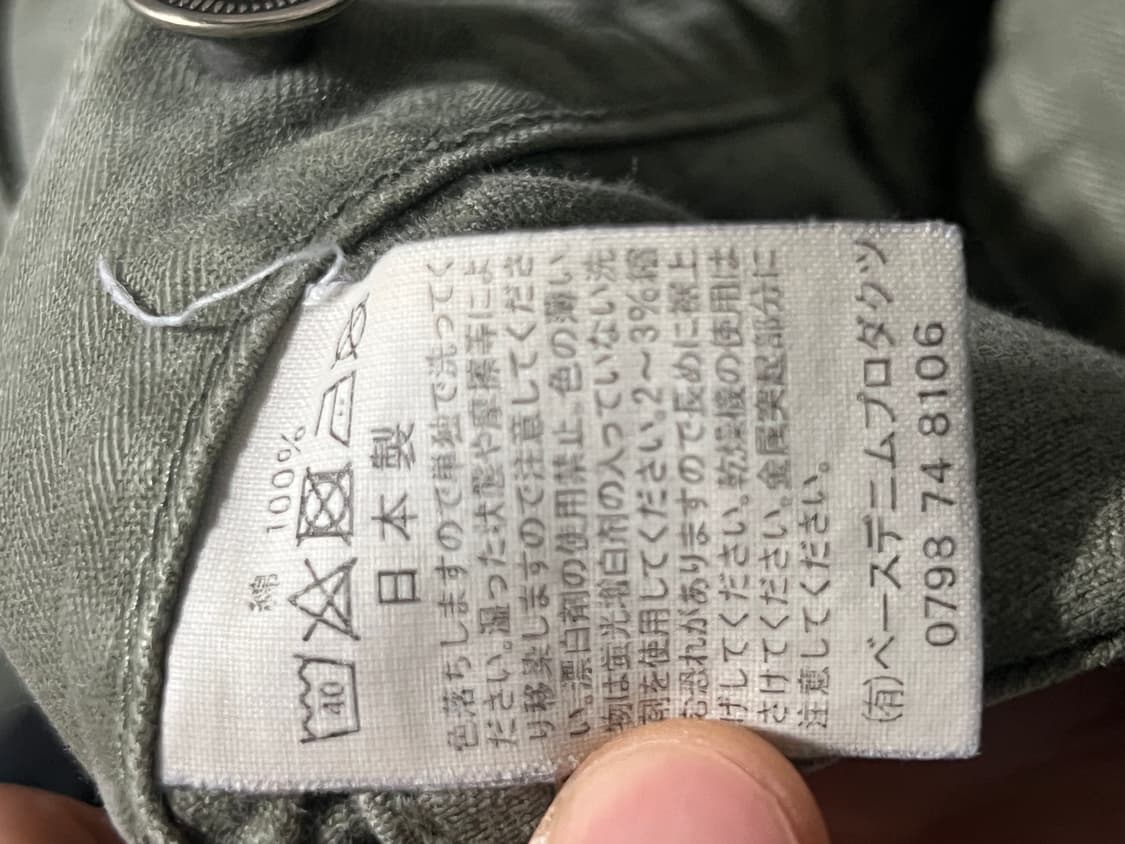 綿 100%
40
日本製
色落ちしますので単独で洗ってく
ださい。湿った状態や摩擦等によ
り移染しますので注意してくださ
い。漂白剤の使用禁止。色の薄い
物は蛍光増白剤の入っていない洗
剤を使用してください。2～3%縮
む恐れがありますので長めに裾上
げしてください。乾燥機の使用は
さけてください。金属突起部分に
注意してください。
(有)ベーステニムプロダクツ
0798 74 8106